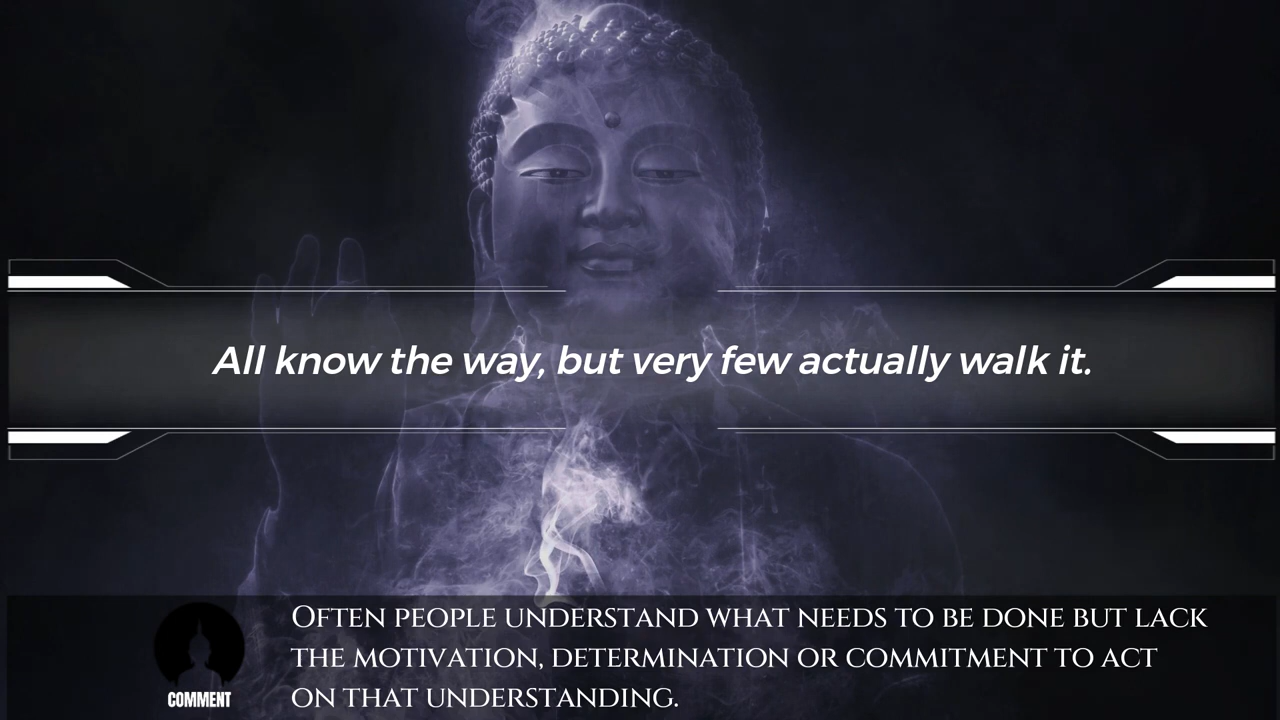 All know the way, but very few actually walk it.
Often people understand what needs to be done but lack
the motivation, determination or commitment to act
on that understanding.
COMMENT